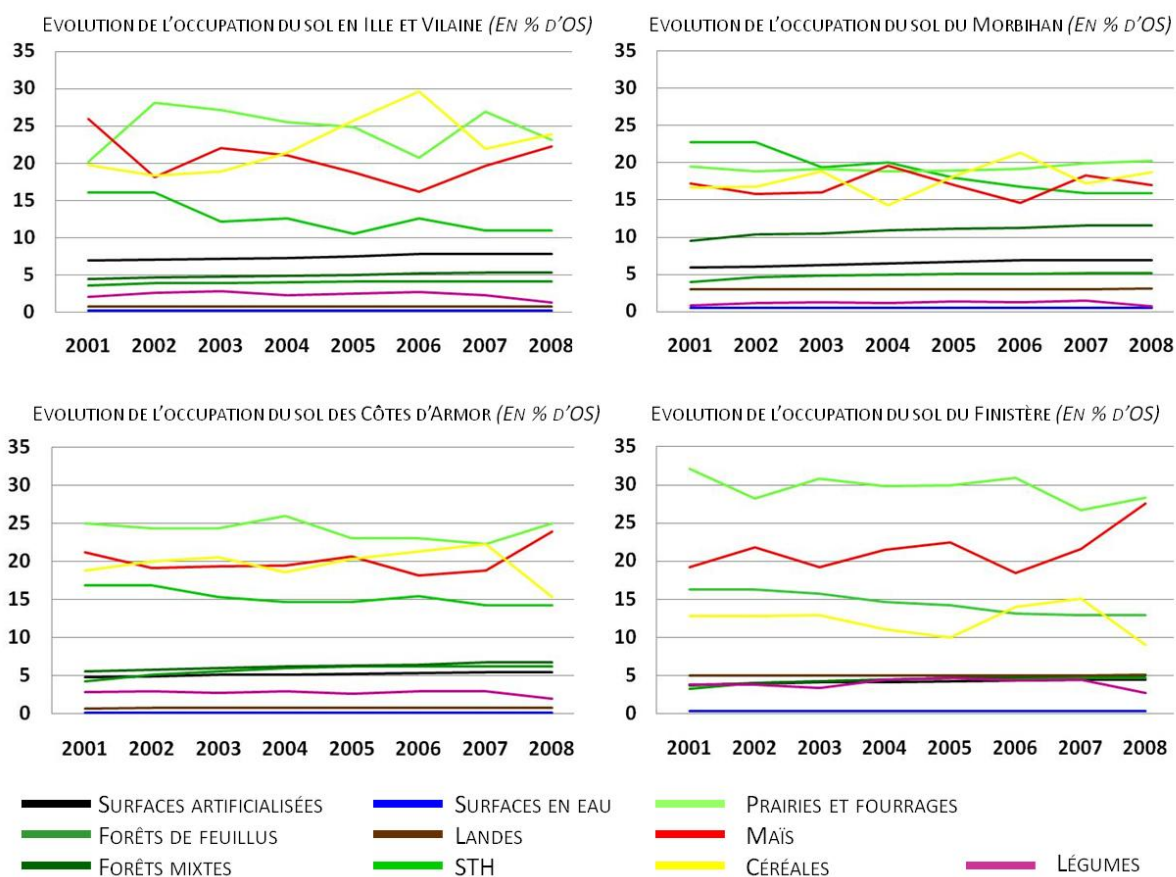 EVOLUTION DE L'OCCUPATION DU SOL EN ILLE ET VILAINE (EN % D'OS)
35
30
25
20
15
10
5
0
2001 2002 2003 2004 2005 2006 2007 2008
EVOLUTION DE L'OCCUPATION DU SOL DU MORBIHAN (EN % D'OS)
35
30
25
20
15
10
5
0
2001 2002 2003 2004 2005 2006 2007 2008
EVOLUTION DE L'OCCUPATION DU SOL DES CÔTES D'ARMOR (EN % D'OS)
35
30
25
20
15
10
5
0
2001 2002 2003 2004 2005 2006 2007 2008
EVOLUTION DE L'OCCUPATION DU SOL DU FINISTÈRE (EN % D'OS)
35
30
25
20
15
10
5
0
2001 2002 2003 2004 2005 2006 2007 2008
SURFACES ARTIFICIALISÉES SURFACES EN EAU PRAIRIES ET FOURRAGES
FORÊTS DE FEUILLUS LANDES MAÏS
FORÊTS MIXTES STH CÉRÉALES LÉGUMES